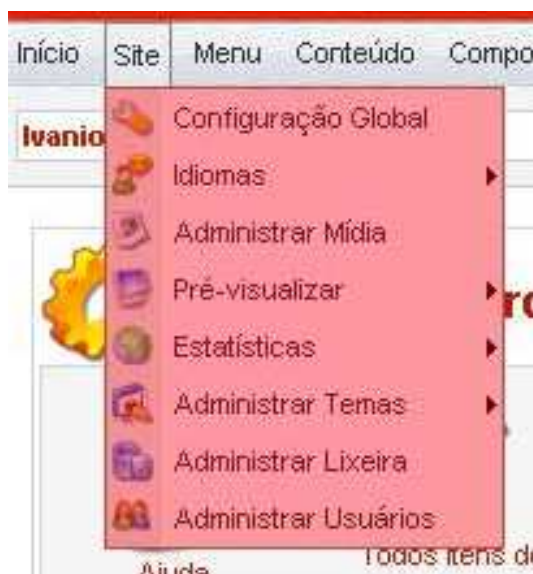 Início Site Menu Conteúdo Compo
Ivanio
Configuração Global
Idiomas
Administrar Mídia
Pré-visualizar
Estatísticas
Administrar Temas
Administrar Lixeira
Administrar Usuários
Ajuda
Todos itens de